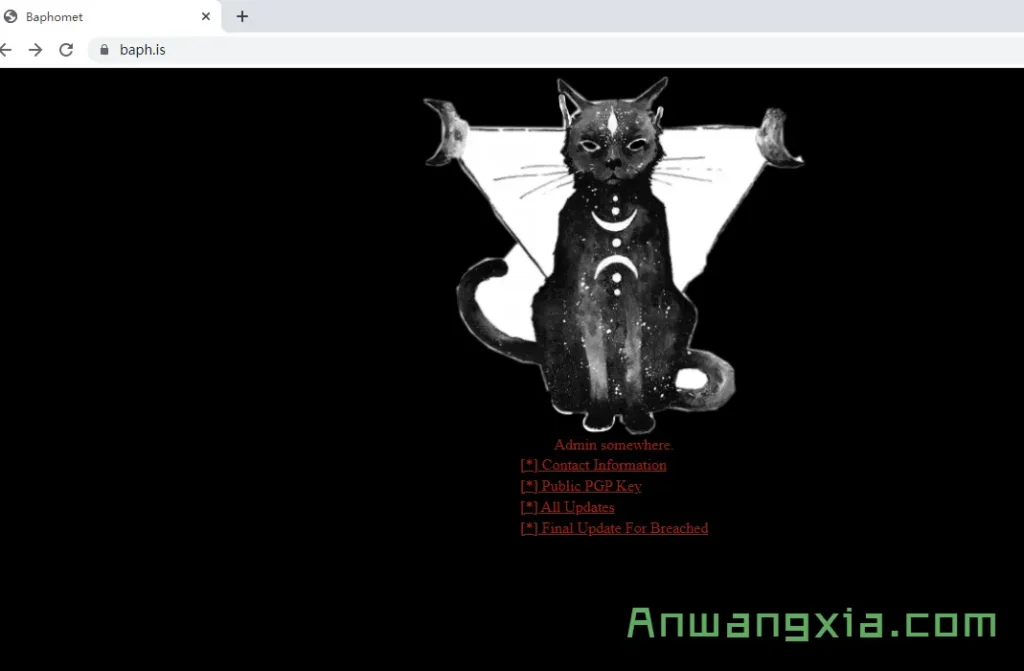 Baphomet
baph.is
Admin somewhere.
[*] Contact Information
[*] Public PGP Key
[*] All Updates
[*] Final Update For Breached
Anwangxia.com